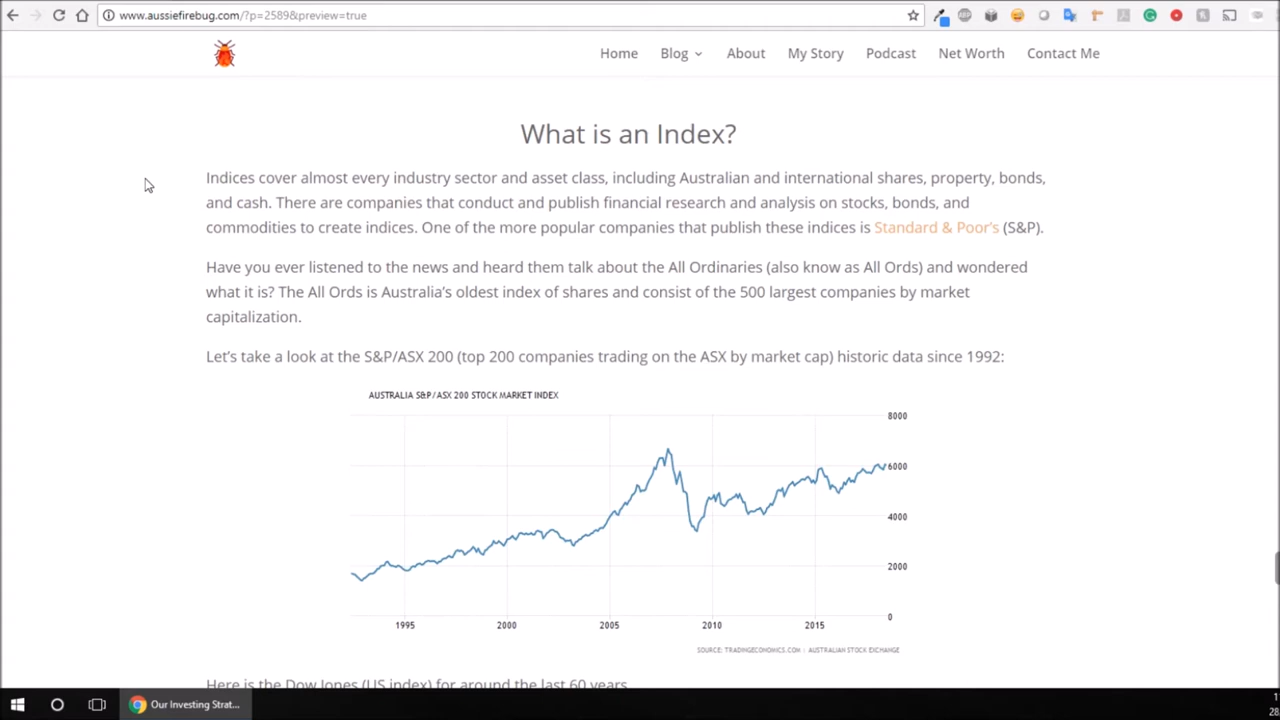 www.aussiefirebug.com/?p=2589&preview=true
Home Blog About My Story Podcast Net Worth Contact Me
What is an Index?
Indices cover almost every industry sector and asset class, including Australian and international shares, property, bonds,
and cash. There are companies that conduct and publish financial research and analysis on stocks, bonds, and
commodities to create indices. One of the more popular companies that publish these indices is Standard & Poor's (S&P).
Have you ever listened to the news and heard them talk about the All Ordinaries (also know as All Ords) and wondered
what it is? The All Ords is Australia's oldest index of shares and consist of the 500 largest companies by market
capitalization.
Let's take a look at the S&P/ASX 200 (top 200 companies trading on the ASX by market cap) historic data since 1992:
AUSTRALIA S&P/ASX 200 STOCK MARKET INDEX
8000
6000
4000
2000
0
1995 2000 2005 2010 2015
SOURCE: TRADINGECONOMICS.COM | AUSTRALIAN STOCK EXCHANGE
Here is the Dow Jones (US index) for around the last 60 years
Our Investing Strat...